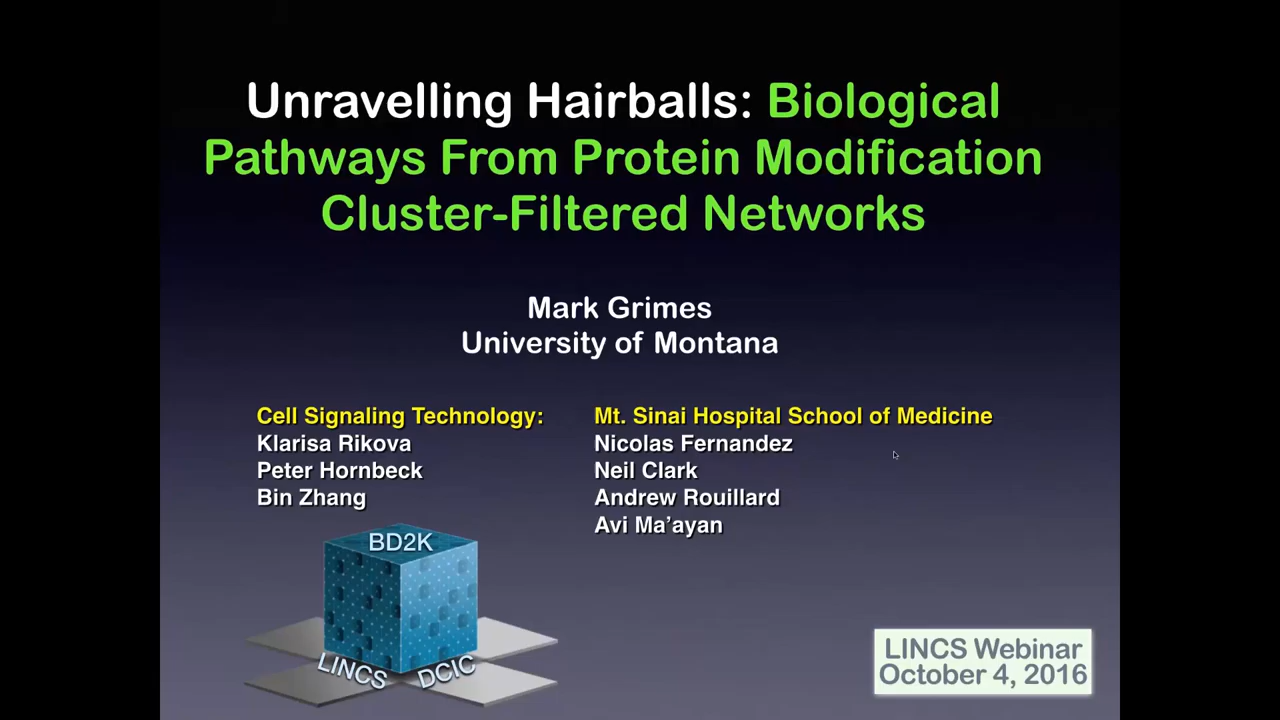 Unravelling Hairballs: Biological
Pathways From Protein Modification
Cluster-Filtered Networks
Mark Grimes
University of Montana
Cell Signaling Technology:
Klarisa Rikova
Peter Hornbeck
Bin Zhang
Mt. Sinai Hospital School of Medicine
Nicolas Fernandez
Neil Clark
Andrew Rouillard
Avi Ma’ayan
BD2K
LINCS
DCIC
LINCS Webinar
October 4, 2016